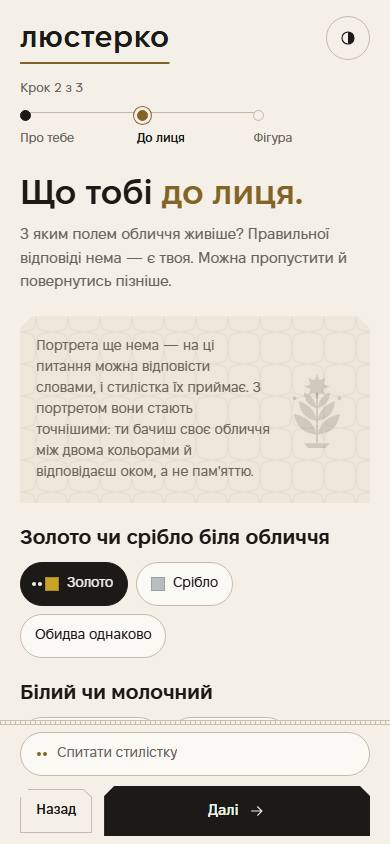 люстерко
Крок 2 з 3
Про тебе До лиця Фігура
Що тобі до лиця.
З яким полем обличчя живіше? Правильної
відповіді нема — є твоя. Можна пропустити й
повернутись пізніше.
Портрета ще нема — на ці
питання можна відповісти
словами, і стилістка їх приймає. З
портретом вони стають
точнішими: ти бачиш своє обличчя
між двома кольорами й
відповідаєш оком, а не пам'яттю.
Золото чи срібло біля обличчя
Золото Срібло
Обидва однаково
Білий чи молочний
Спитати стилістку
Назад Далі →